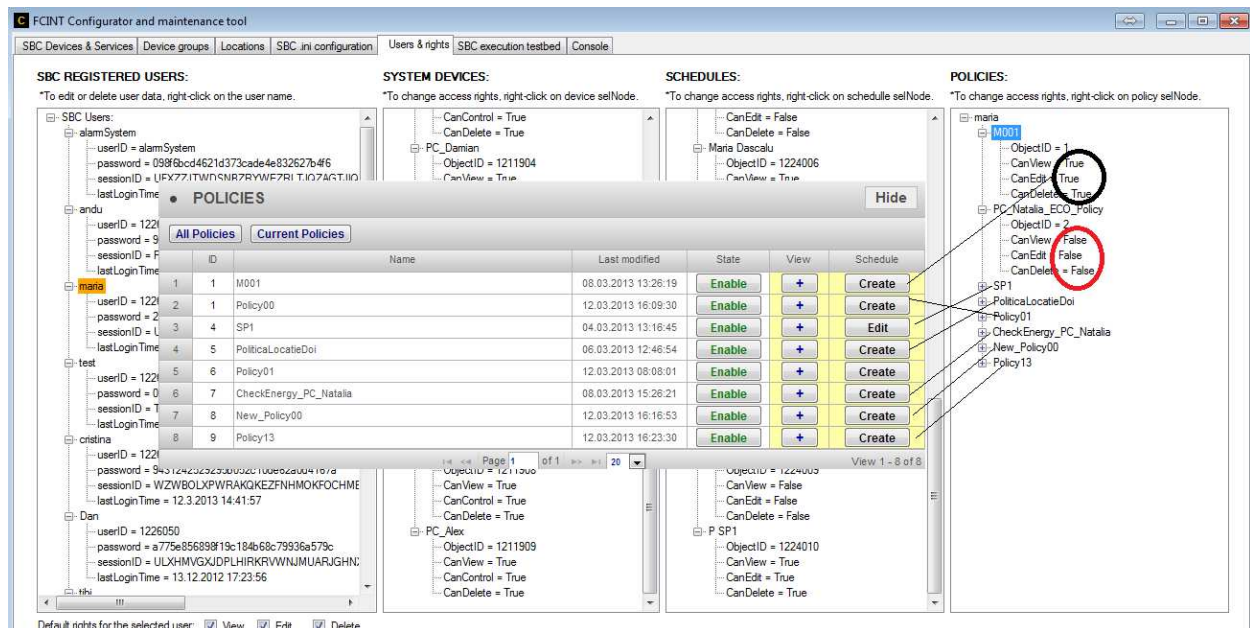 C FCINT Configurator and maintenance tool
SBC Devices & Services Device groups Locations SBC .ini configuration Users & rights SBC execution testbed Console
SBC REGISTERED USERS:
*To edit or delete user data, right-click on the user name.
SBC Users:
alarmSystem
userID = alarmSystem
password = 098f6bcd4621d373cade4e832627b4f6
sessionID =
lastLoginTime
andu
userID = 122
password = 9
sessionID = F
lastLoginTime
maria
userID = 122
password = 2
sessionID =
lastLoginTime
test
userID = 122
password = 0
sessionID = T
lastLoginTime
cristina
userID = 122
password =
sessionID = WZWBOLXPWRAKQKEZFNHMOKFOCHME
lastLoginTime = 12.3.2013 14:41:57
Dan
userID = 1226050
password = a775e856898f19c184b68c79936a579c
sessionID = ULXHMVGXJDPLHIRKRVWNJMUARJGHN
lastLoginTime = 13.12.2012 17:23:56
tibi
SYSTEM DEVICES:
*To change access rights, right-click on device selNode.
CanControl = True
CanDelete = True
PC_Damian
ObjectID = 1211904
CanView = True
ObjectID = 1211908
CanView = True
CanControl = True
CanDelete = True
PC_Alex
ObjectID = 1211909
CanView = True
CanControl = True
CanDelete = True
SCHEDULES:
*To change access rights, right-click on schedulle selNode.
CanEdit = False
CanDelete = False
Maria Dascalu
ObjectID = 1224006
CanView = True
ObjectID = 1224009
CanView = False
CanEdit = False
CanDelete = False
P SP1
ObjectID = 1224010
CanView = True
CanEdit = True
CanDelete = True
POLICIES:
*To change access rights, right-click on policy selNode.
maria
M001
ObjectID = 1
CanView = True
CanEdit = True
CanDelete = True
PC_Natalia_ECO_Policy
ObjectID = 2
CanView = False
CanEdit = False
CanDelete = False
SP1
PoliticaLocatieDoi
Policy01
CheckEnergy_PC_Natalia
New_Policy00
Policy13
POLICIES Hide
All Policies Current Policies
ID Name Last modified State View Schedule
1 1 M001 08.03.2013 13:26:19 Enable + Create
2 1 Policy00 12.03.2013 16:09:30 Enable + Create
3 4 SP1 04.03.2013 13:16:45 Enable + Edit
4 5 PoliticaLocatieDoi 06.03.2013 12:46:54 Enable + Create
5 6 Policy01 12.03.2013 08:08:01 Enable + Create
6 7 CheckEnergy_PC_Natalia 08.03.2013 15:26:21 Enable + Create
7 8 New_Policy00 12.03.2013 16:16:53 Enable + Create
8 9 Policy13 12.03.2013 16:23:30 Enable + Create
Page 1 of 1 20 View 1 - 8 of 8
Default rights for the selected user: View Edit Delete